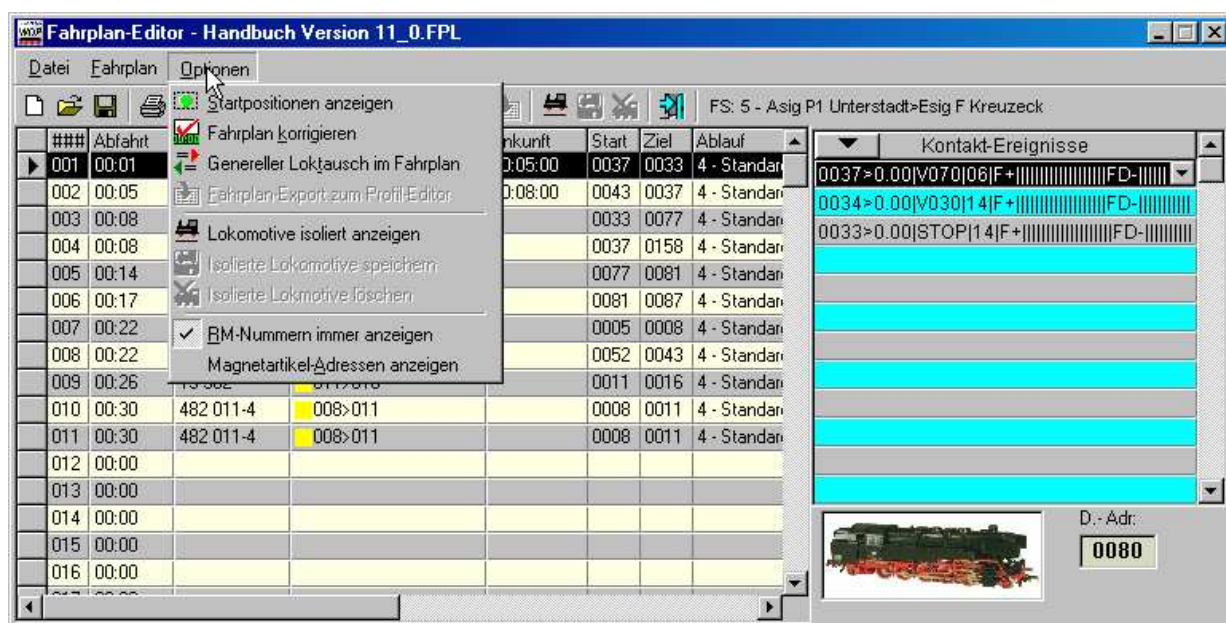 WDP Fahrplan-Editor - Handbuch Version 11_0.FPL
Datei Fahrplan Optionen
FS: 5 - Asig P1 Unterstadt>Esig F Kreuzeck
Startpositionen anzeigen
Fahrplan korrigieren
Genereller Loktausch im Fahrplan
Fahrplan-Export zum Profil-Editor
Lokomotive isoliert anzeigen
Isolierte Lokomotive speichern
Isolierte Lokmotive löschen
RM-Nummern immer anzeigen
Magnetartikel-Adressen anzeigen
### Abfahrt nkunft Start Ziel Ablauf
001 00:01 0:05:00 0037 0033 4 - Standar
002 00:05 0:08:00 0043 0037 4 - Standar
003 00:08 0033 0077 4 - Standar
004 00:08 0037 0158 4 - Standar
005 00:14 0077 0081 4 - Standar
006 00:17 0081 0087 4 - Standar
007 00:22 0005 0008 4 - Standar
008 00:22 0052 0043 4 - Standar
009 00:26 0011 0016 4 - Standar
010 00:30 482 011-4 008>011 0008 0011 4 - Standar
011 00:30 482 011-4 008>011 0008 0011 4 - Standar
012 00:00
013 00:00
014 00:00
015 00:00
016 00:00
Kontakt-Ereignisse
0037>0.00|V070|06|F+||||||||||||||||||FD-||||||
0034>0.00|V030|14|F+||||||||||||||||||FD-||||||||||
0033>0.00|STOP|14|F+||||||||||||||||||FD-||||||||||
D.- Adr:
0080